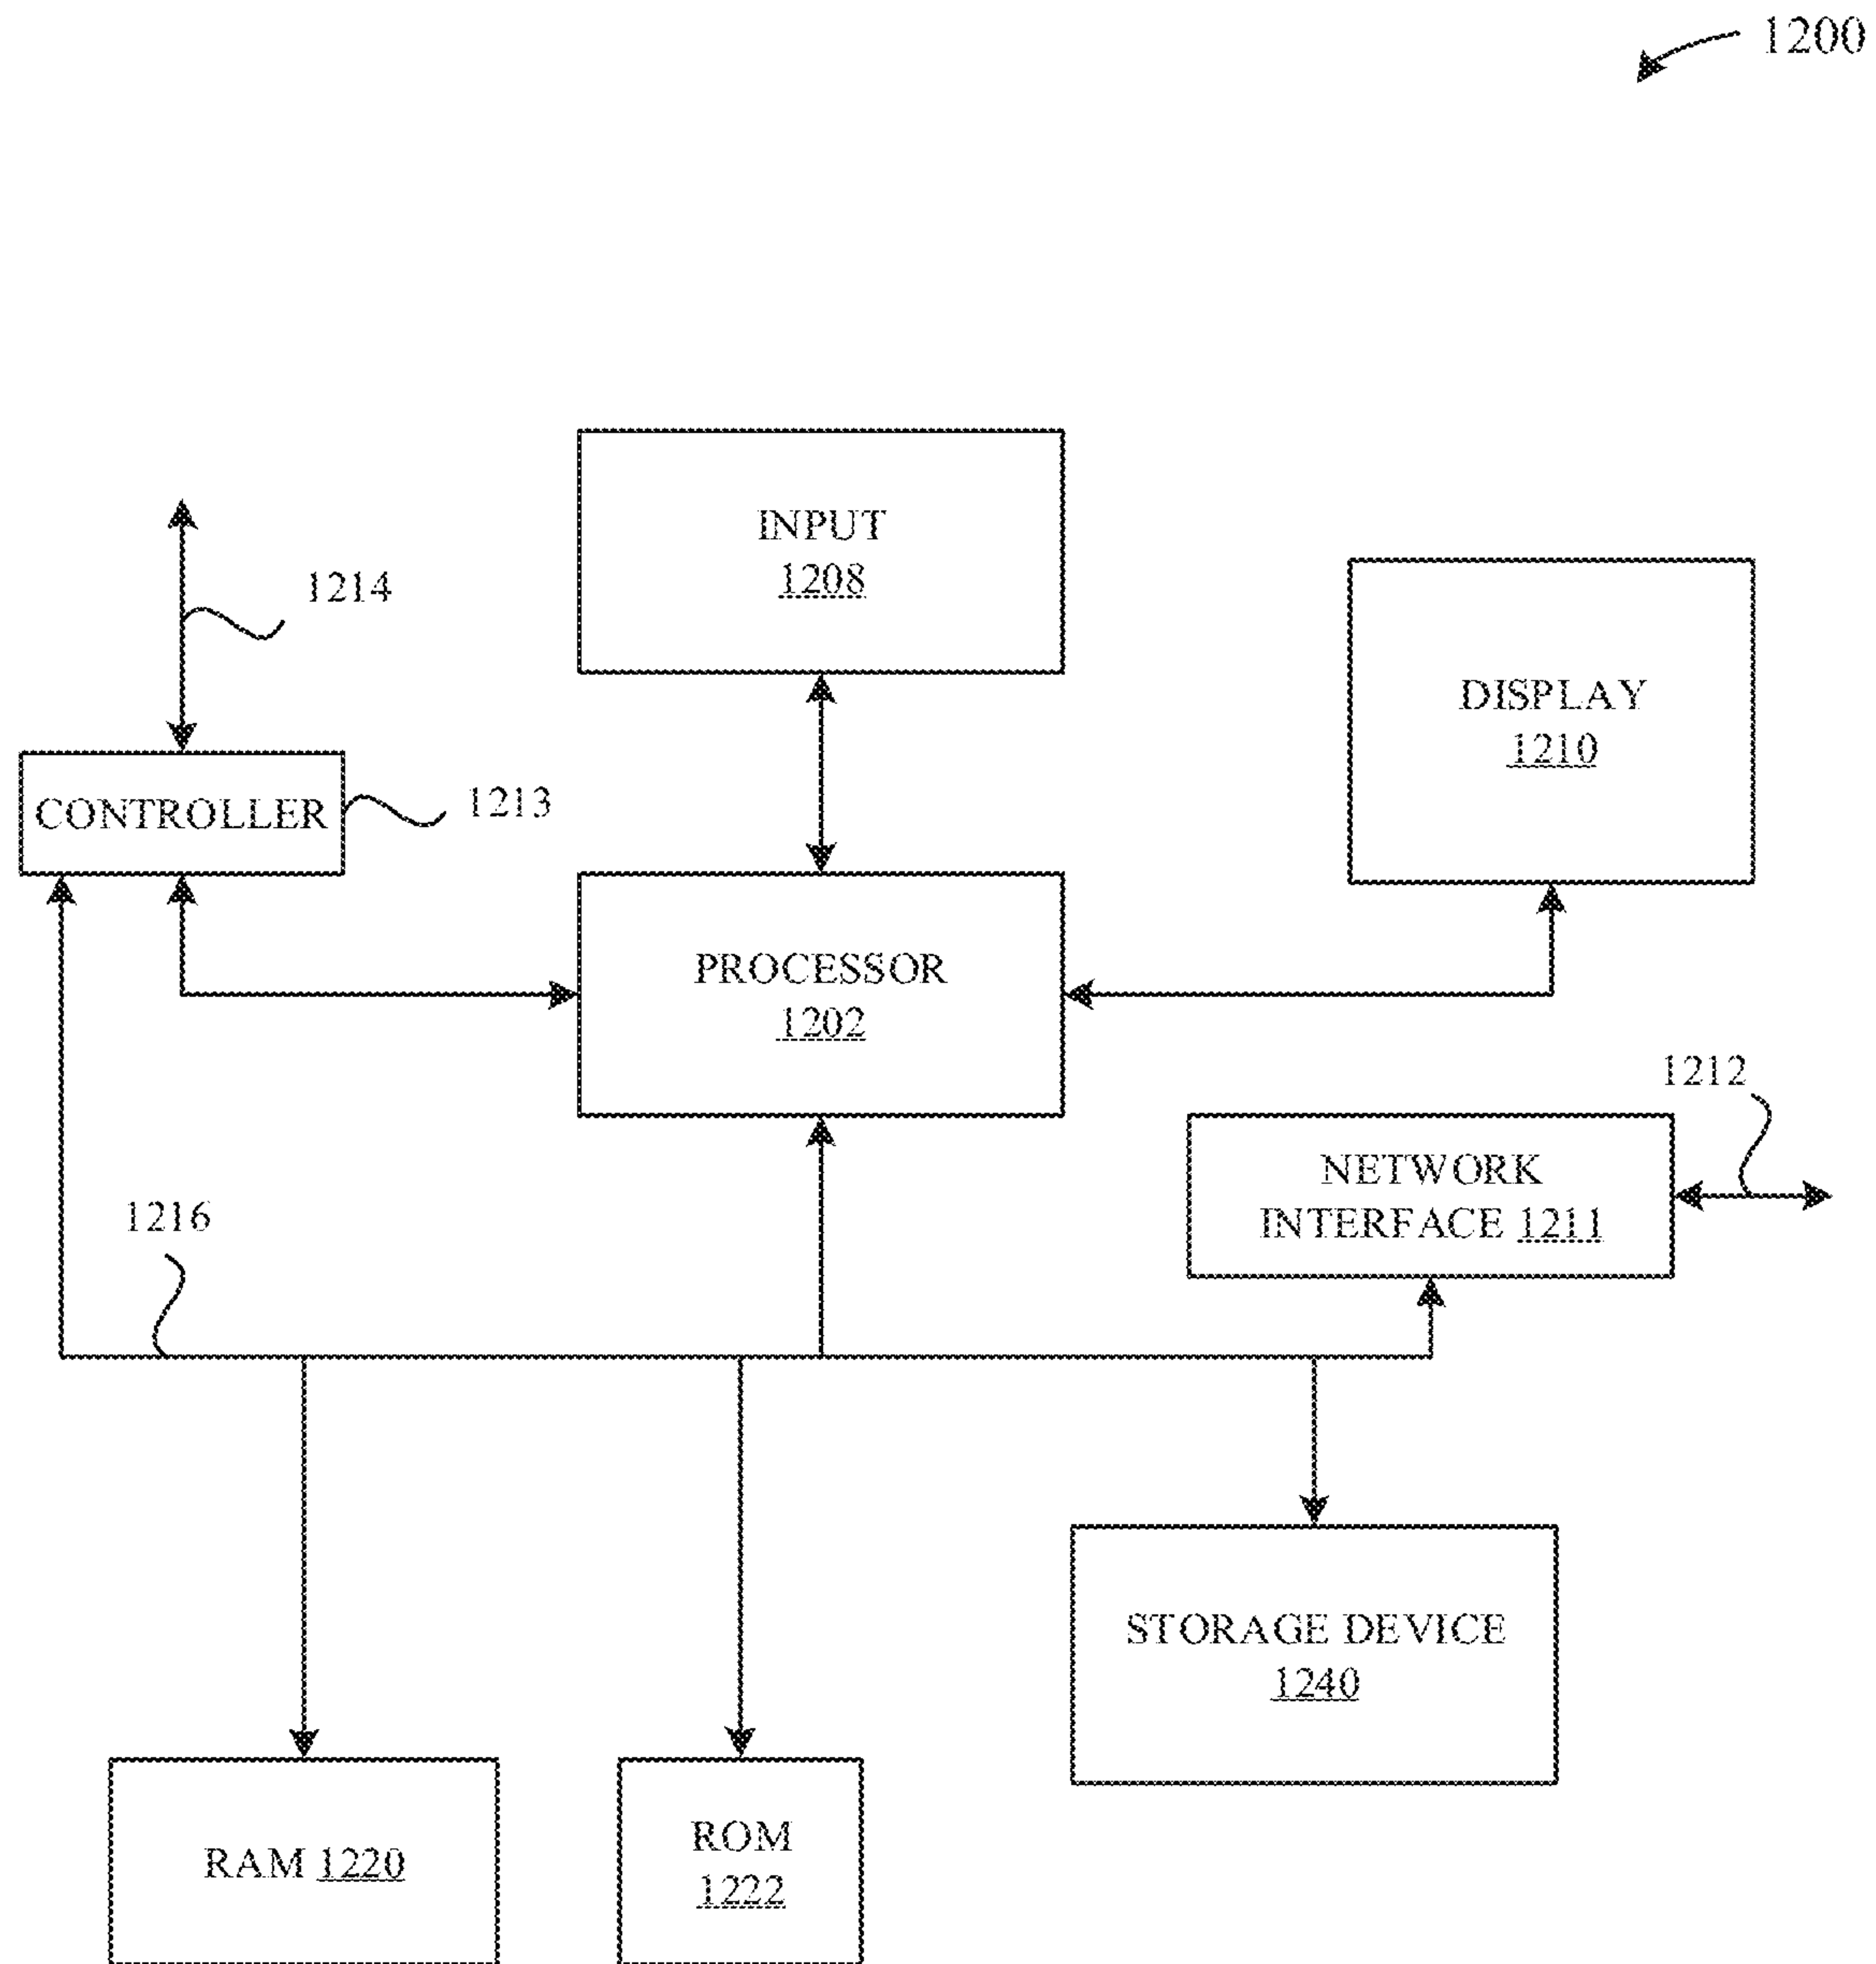 1200
INPUT
1208
1214
DISPLAY
1210
CONTROLLER
1213
PROCESSOR
1202
1212
NETWORK
INTERFACE 1211
1216
STORAGE DEVICE
1240
RAM 1220
ROM
1222